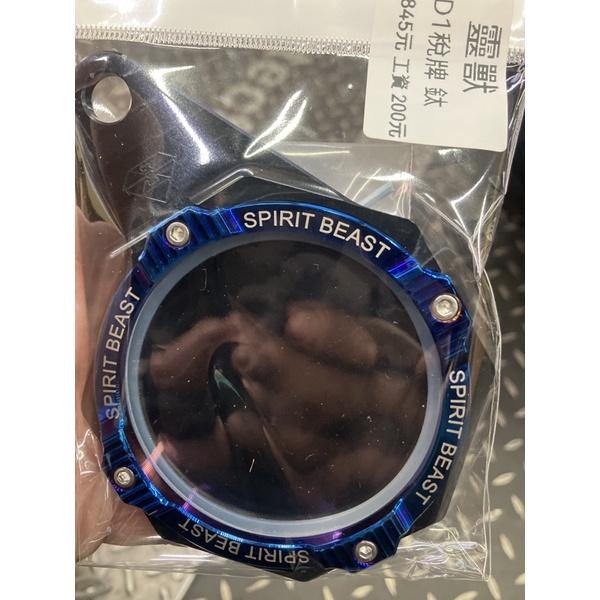 靈獸
D1稅牌 鈦
845元 工資 200元
SPIRIT BEAST
SPIRIT BEAST
SPIRIT BEAST
SPIRIT BEAST